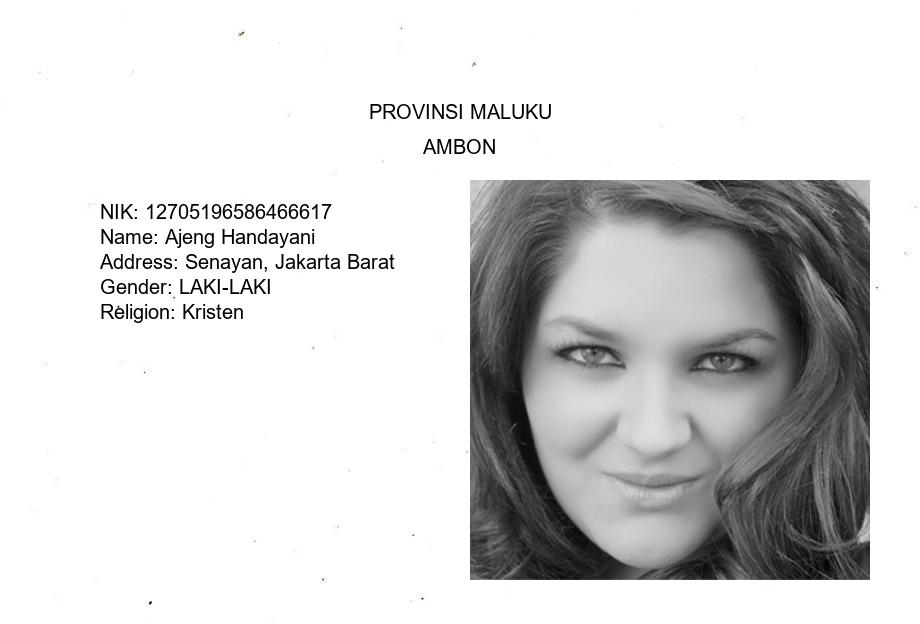 PROVINSI MALUKU
AMBON
NIK: 12705196586466617
Name: Ajeng Handayani
Address: Senayan, Jakarta Barat
Gender: LAKI-LAKI
Religion: Kristen